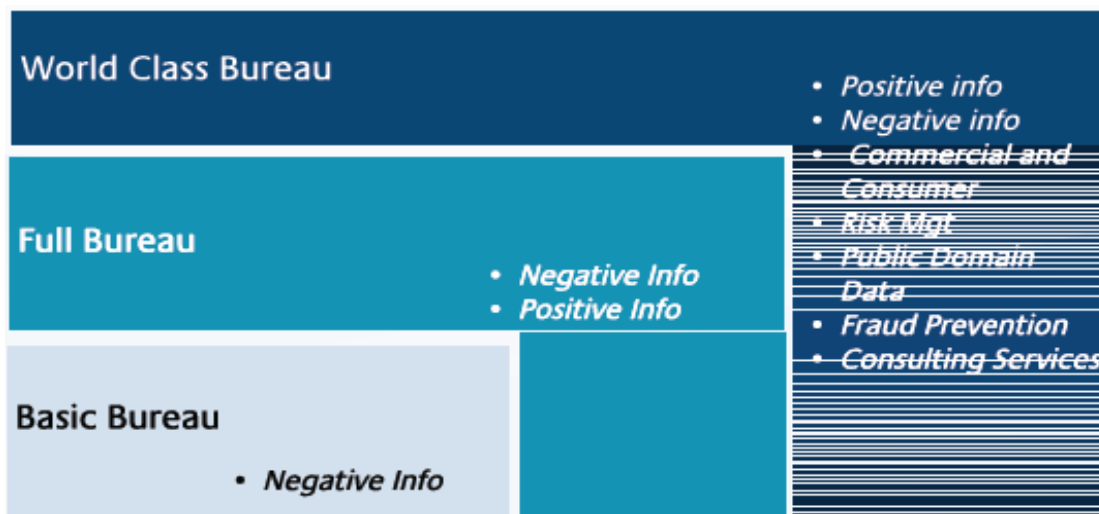 World Class Bureau
• Positive info
• Negative info
• Commercial and
Consumer
• Risk Mgt
• Public Domain
Data
• Fraud Prevention
• Consulting Services
Full Bureau
• Negative Info
• Positive Info
Basic Bureau
• Negative Info